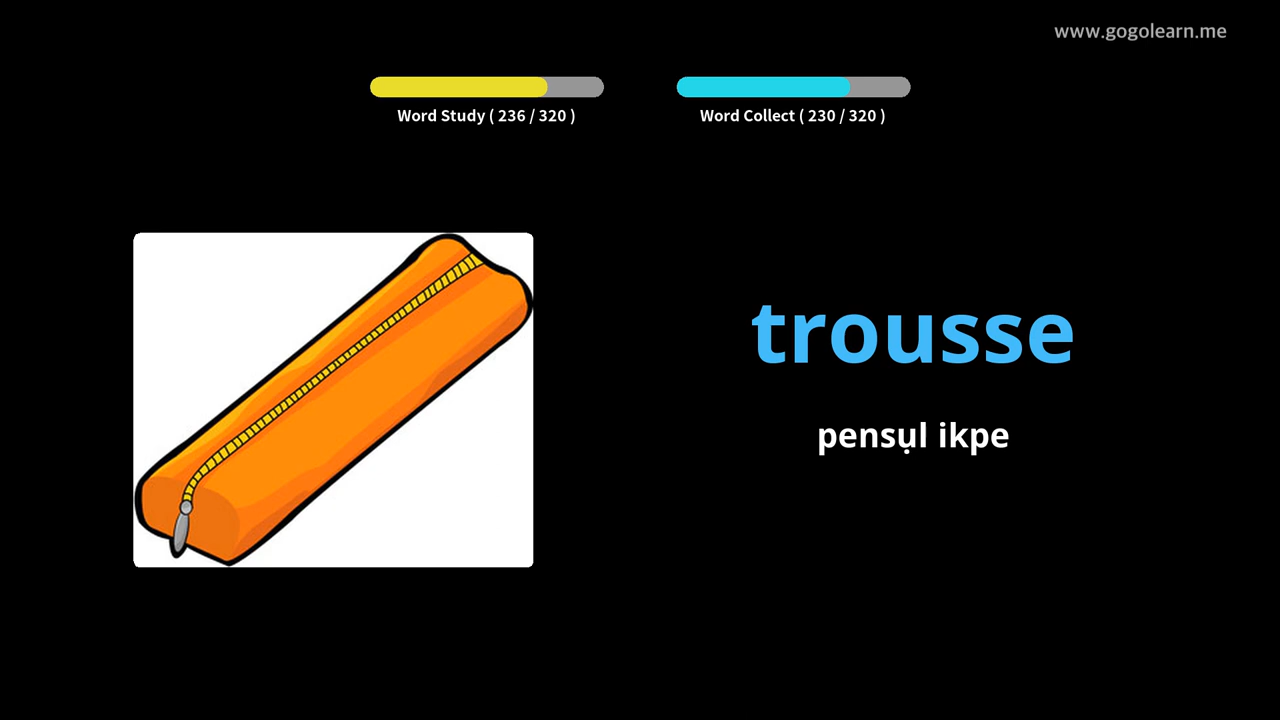 www.gogolearn.me
Word Study ( 236 / 320 )
Word Collect ( 230 / 320 )
trousse
pensụl ikpe